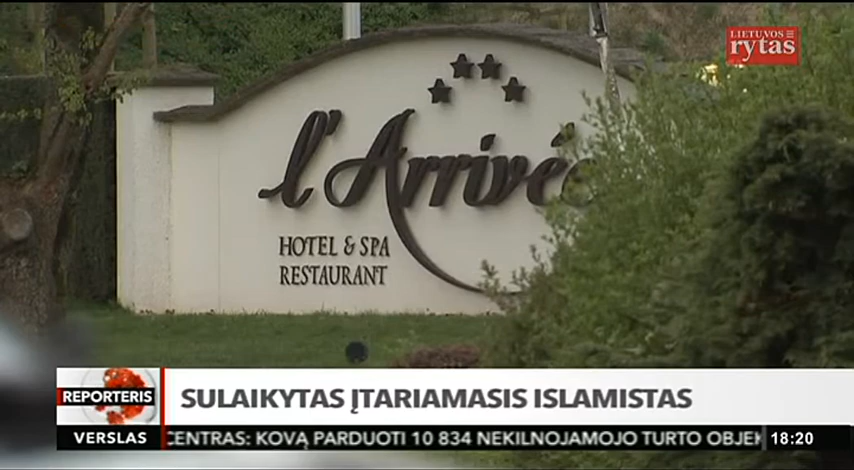 LIETUVOS
rytas
l'Arrivée
HOTEL & SPA
RESTAURANT
REPORTERIS
SULAIKYTAS ĮTARIAMASIS ISLAMISTAS
VERSLAS
CENTRAS: KOVĄ PARDUOTI 10 834 NEKILNOJAMOJO TURTO
18:20